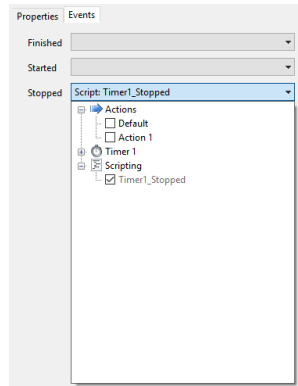 Properties Events
Finished
Started
Stopped Script: Timer1_Stopped
Actions
Default
Action 1
Timer 1
Scripting
Timer1_Stopped